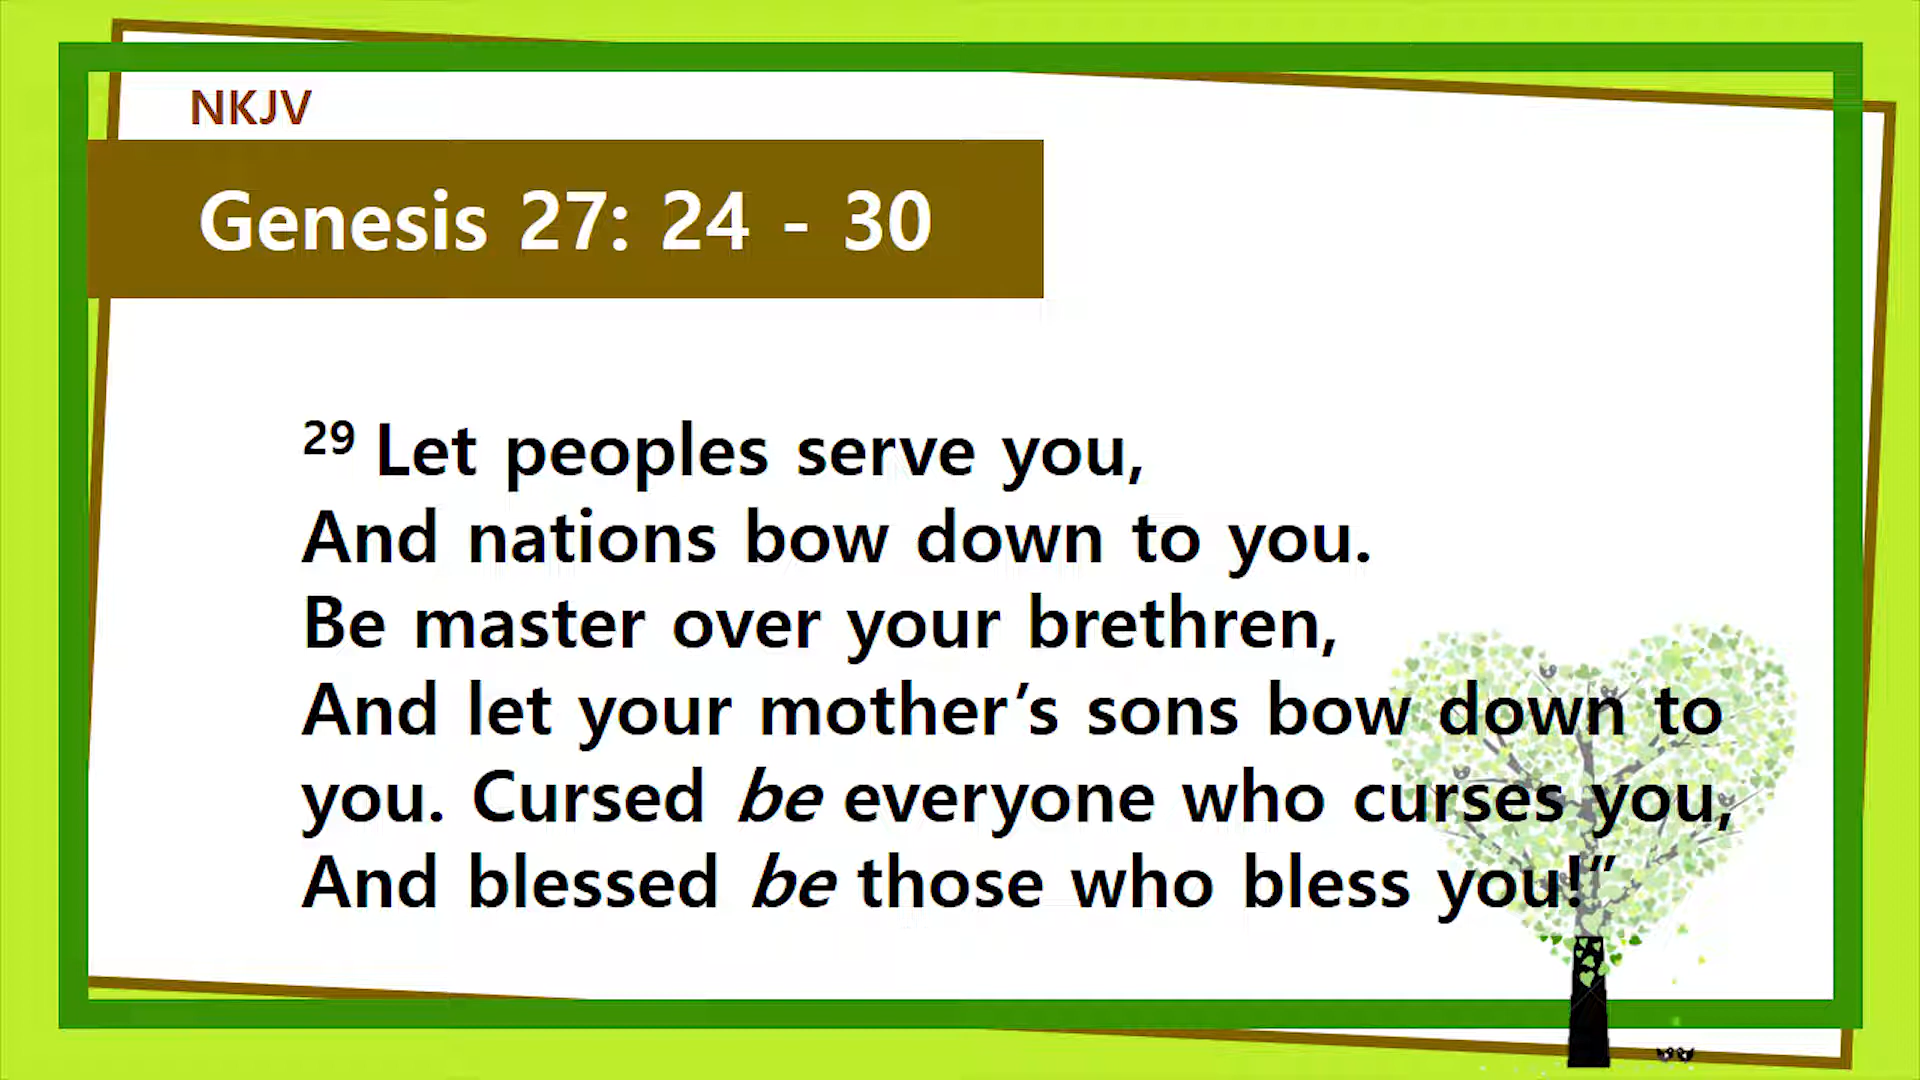 NKJV
Genesis 27: 24 - 30
29 Let peoples serve you,
And nations bow down to you.
Be master over your brethren,
And let your mother’s sons bow down to
you. Cursed be everyone who curses you,
And blessed be those who bless you!”